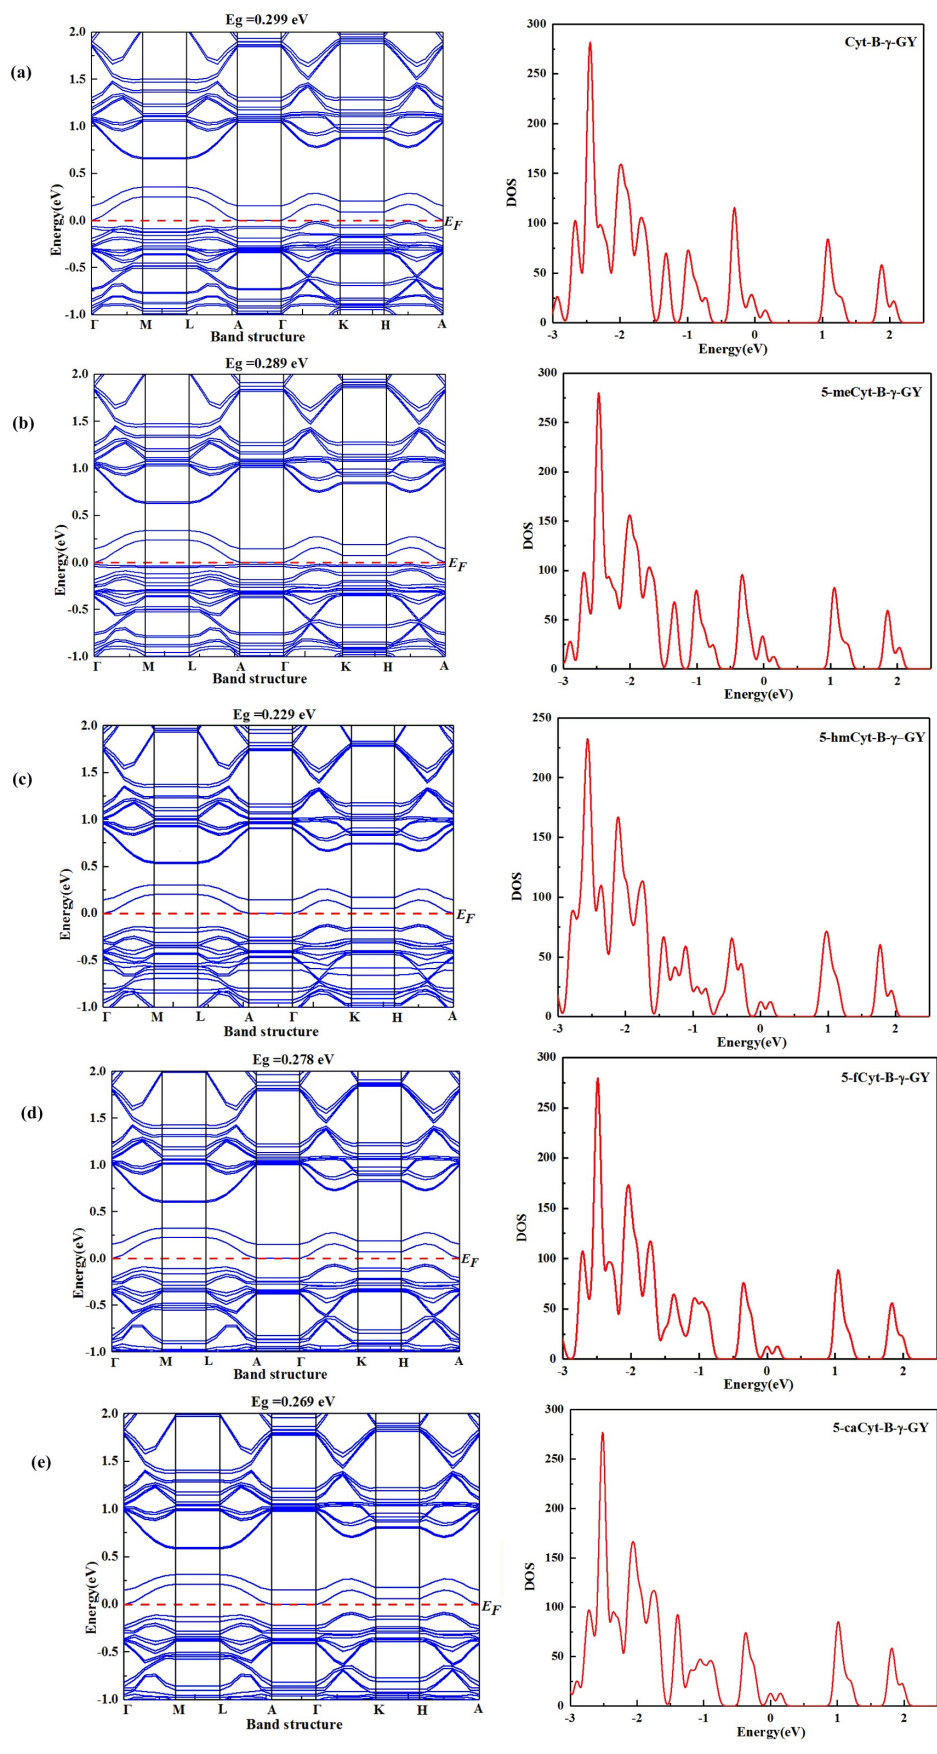 (a)
Eg =0.299 eV
Energy(eV)
2.0
1.5
1.0
0.5
0.0
-0.5
-1.0
E_F
Γ M L A Γ K H A
Band structure
Cyt-B-γ-GY
DOS
300
250
200
150
100
50
0
-3 -2 -1 0 1 2
Energy(eV)
(b)
Eg =0.289 eV
Energy(eV)
2.0
1.5
1.0
0.5
0.0
-0.5
-1.0
E_F
Γ M L A Γ K H A
Band structure
5-meCyt-B-γ-GY
DOS
300
250
200
150
100
50
0
-3 -2 -1 0 1 2
Energy(eV)
(c)
Eg =0.229 eV
Energy(eV)
2.0
1.5
1.0
0.5
0.0
-0.5
-1.0
E_F
Γ M L A Γ K H A
Band structure
5-hmCyt-B-γ–GY
DOS
250
200
150
100
50
0
-3 -2 -1 0 1 2
Energy(eV)
(d)
Eg =0.278 eV
Energy(eV)
2.0
1.5
1.0
0.5
0.0
-0.5
-1.0
E_F
Γ M L A Γ K H A
Band structure
5-fCyt-B-γ-GY
DOS
300
250
200
150
100
50
0
-3 -2 -1 0 1 2
Energy(eV)
(e)
Eg=0.269 eV
Energy(eV)
2.0
1.5
1.0
0.5
0.0
-0.5
-1.0
E_F
Γ M L A Γ K H A
Band structure
5-caCyt-B-γ-GY
DOS
300
250
200
150
100
50
0
-3 -2 -1 0 1 2
Energy(eV)